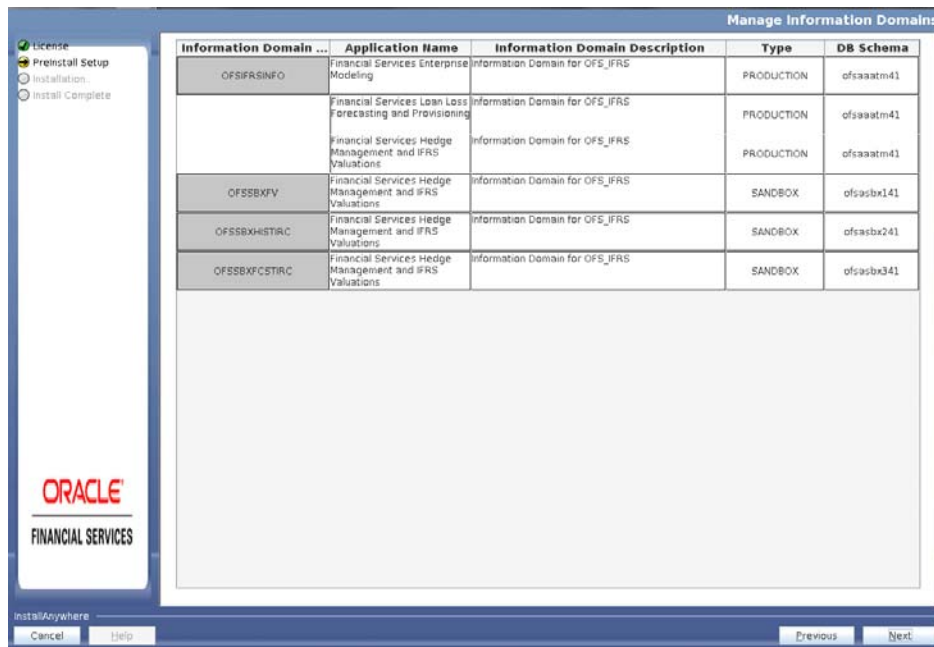 Manage Information Domains
License
Preinstall Setup
Installation..
Install Complete
Information Domain ... Application Name Information Domain Description Type DB Schema
OFSIFRSINFO Financial Services Enterprise Modeling Information Domain for OFS_IFRS PRODUCTION ofsaaatm41
Financial Services Loan Loss Forecasting and Provisioning Information Domain for OFS_IFRS PRODUCTION ofsaaatm41
Financial Services Hedge Management and IFRS Valuations Information Domain for OFS_IFRS PRODUCTION ofsaaatm41
OFSSBXFV Financial Services Hedge Management and IFRS Valuations Information Domain for OFS_IFRS SANDBOX ofsasbx141
OFSSBXHISTIRC Financial Services Hedge Management and IFRS Valuations Information Domain for OFS_IFRS SANDBOX ofsasbx241
OFSSBXFCSTIRC Financial Services Hedge Management and IFRS Valuations Information Domain for OFS_IFRS SANDBOX ofsasbx341
ORACLE
FINANCIAL SERVICES
InstallAnywhere
Cancel Help Previous Next